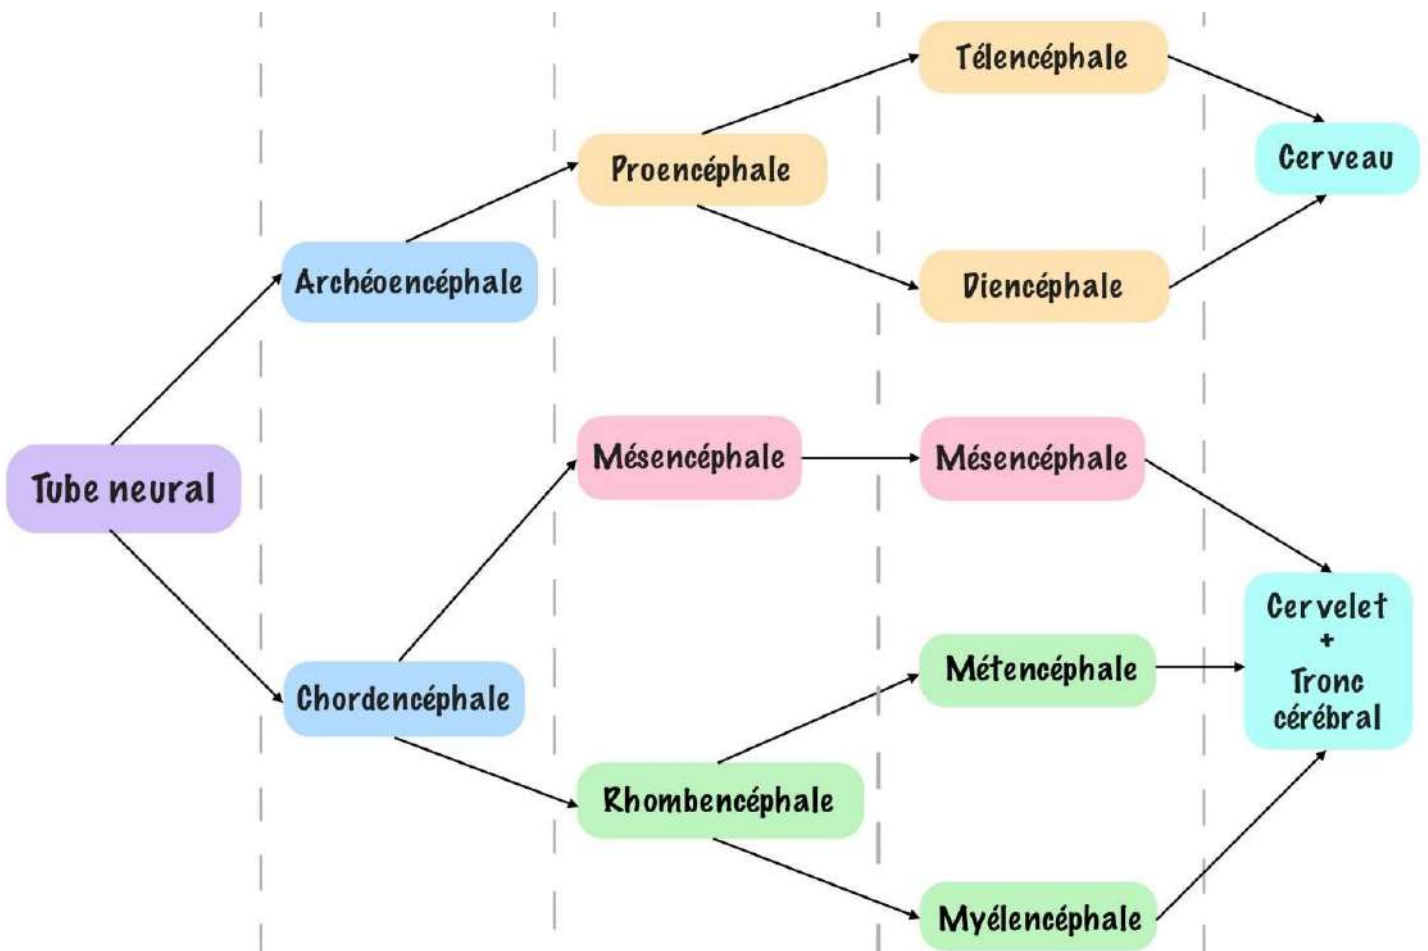 Tube neural
Archéoencéphale
Chordencéphale
Proencéphale
Mésencéphale
Rhombencéphale
Télencéphale
Diencéphale
Mésencéphale
Métencéphale
Myélencéphale
Cerveau
Cervelet
+
Tronc
cérébral